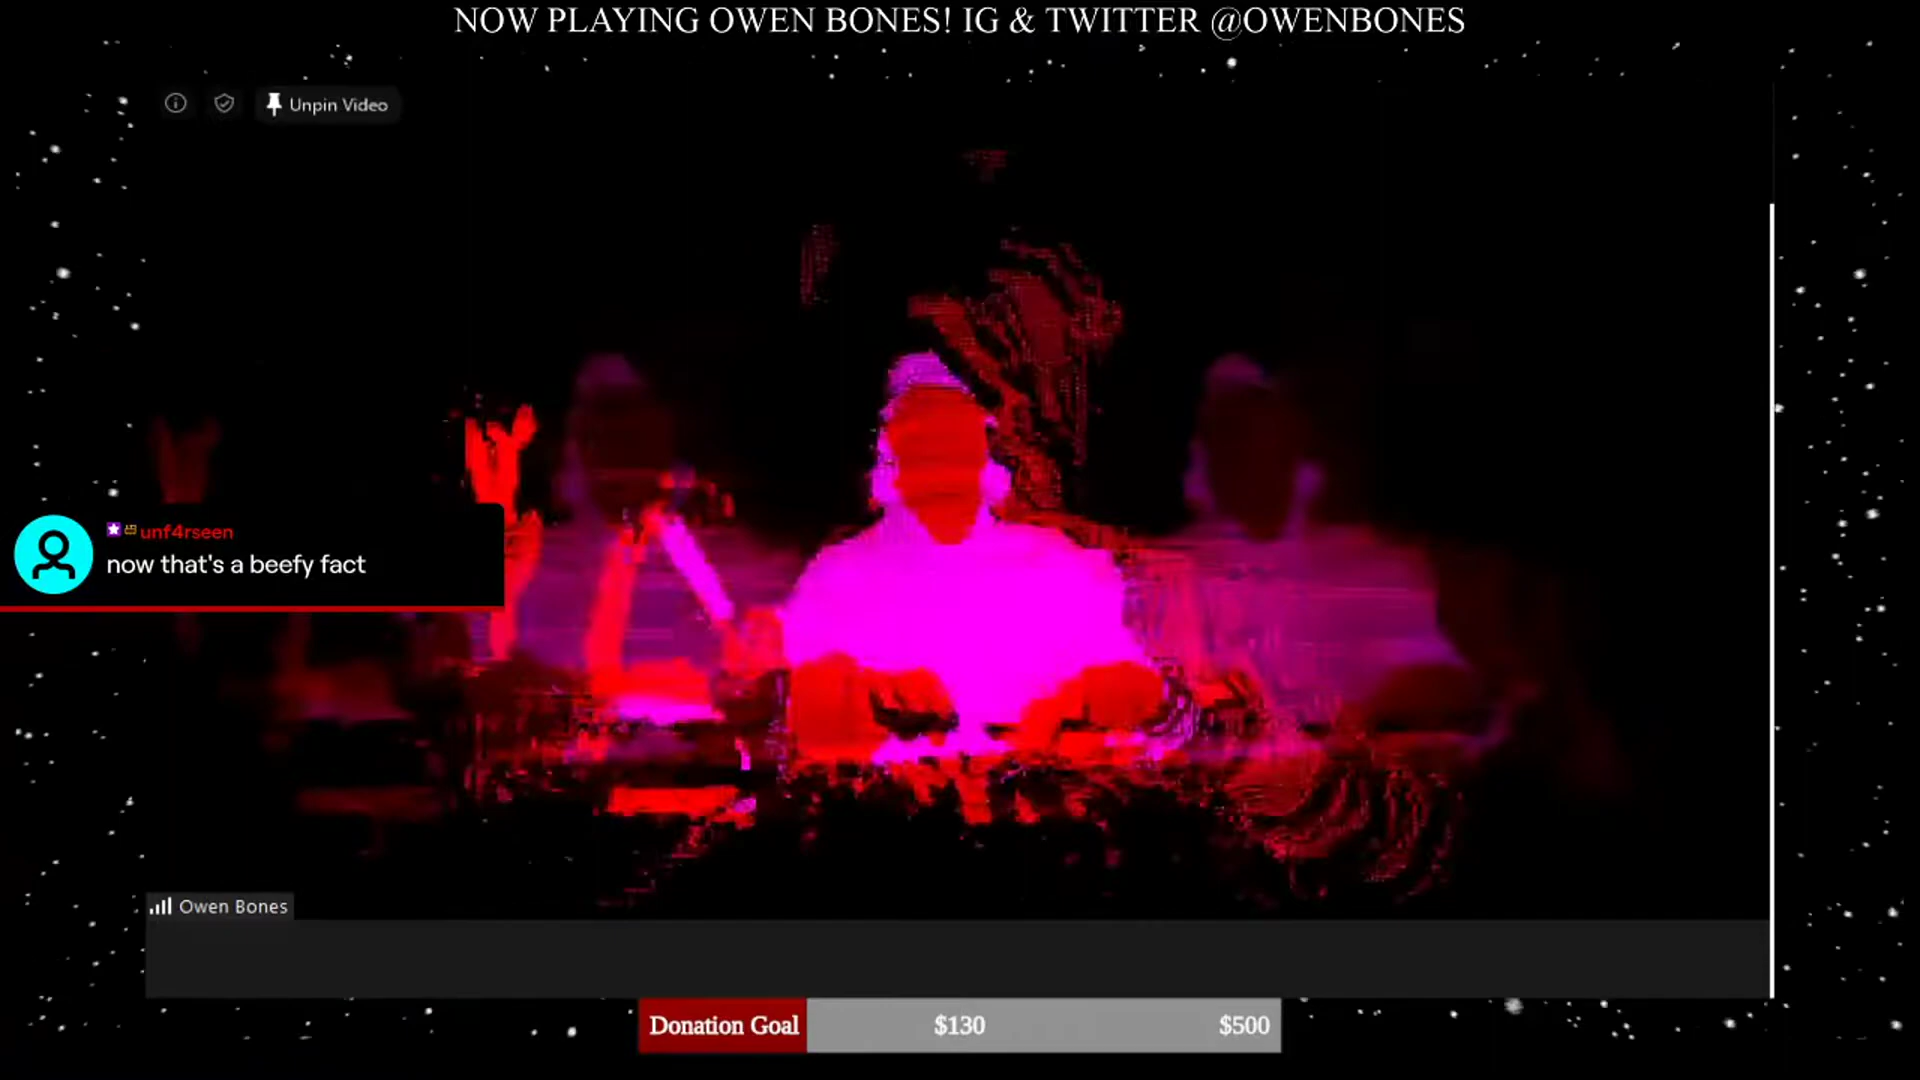 NOW PLAYING OWEN BONES! IG & TWITTER @OWENBONES
Unpin Video
unf4rseen
now that's a beefy fact
Owen Bones
Donation Goal $130 $500